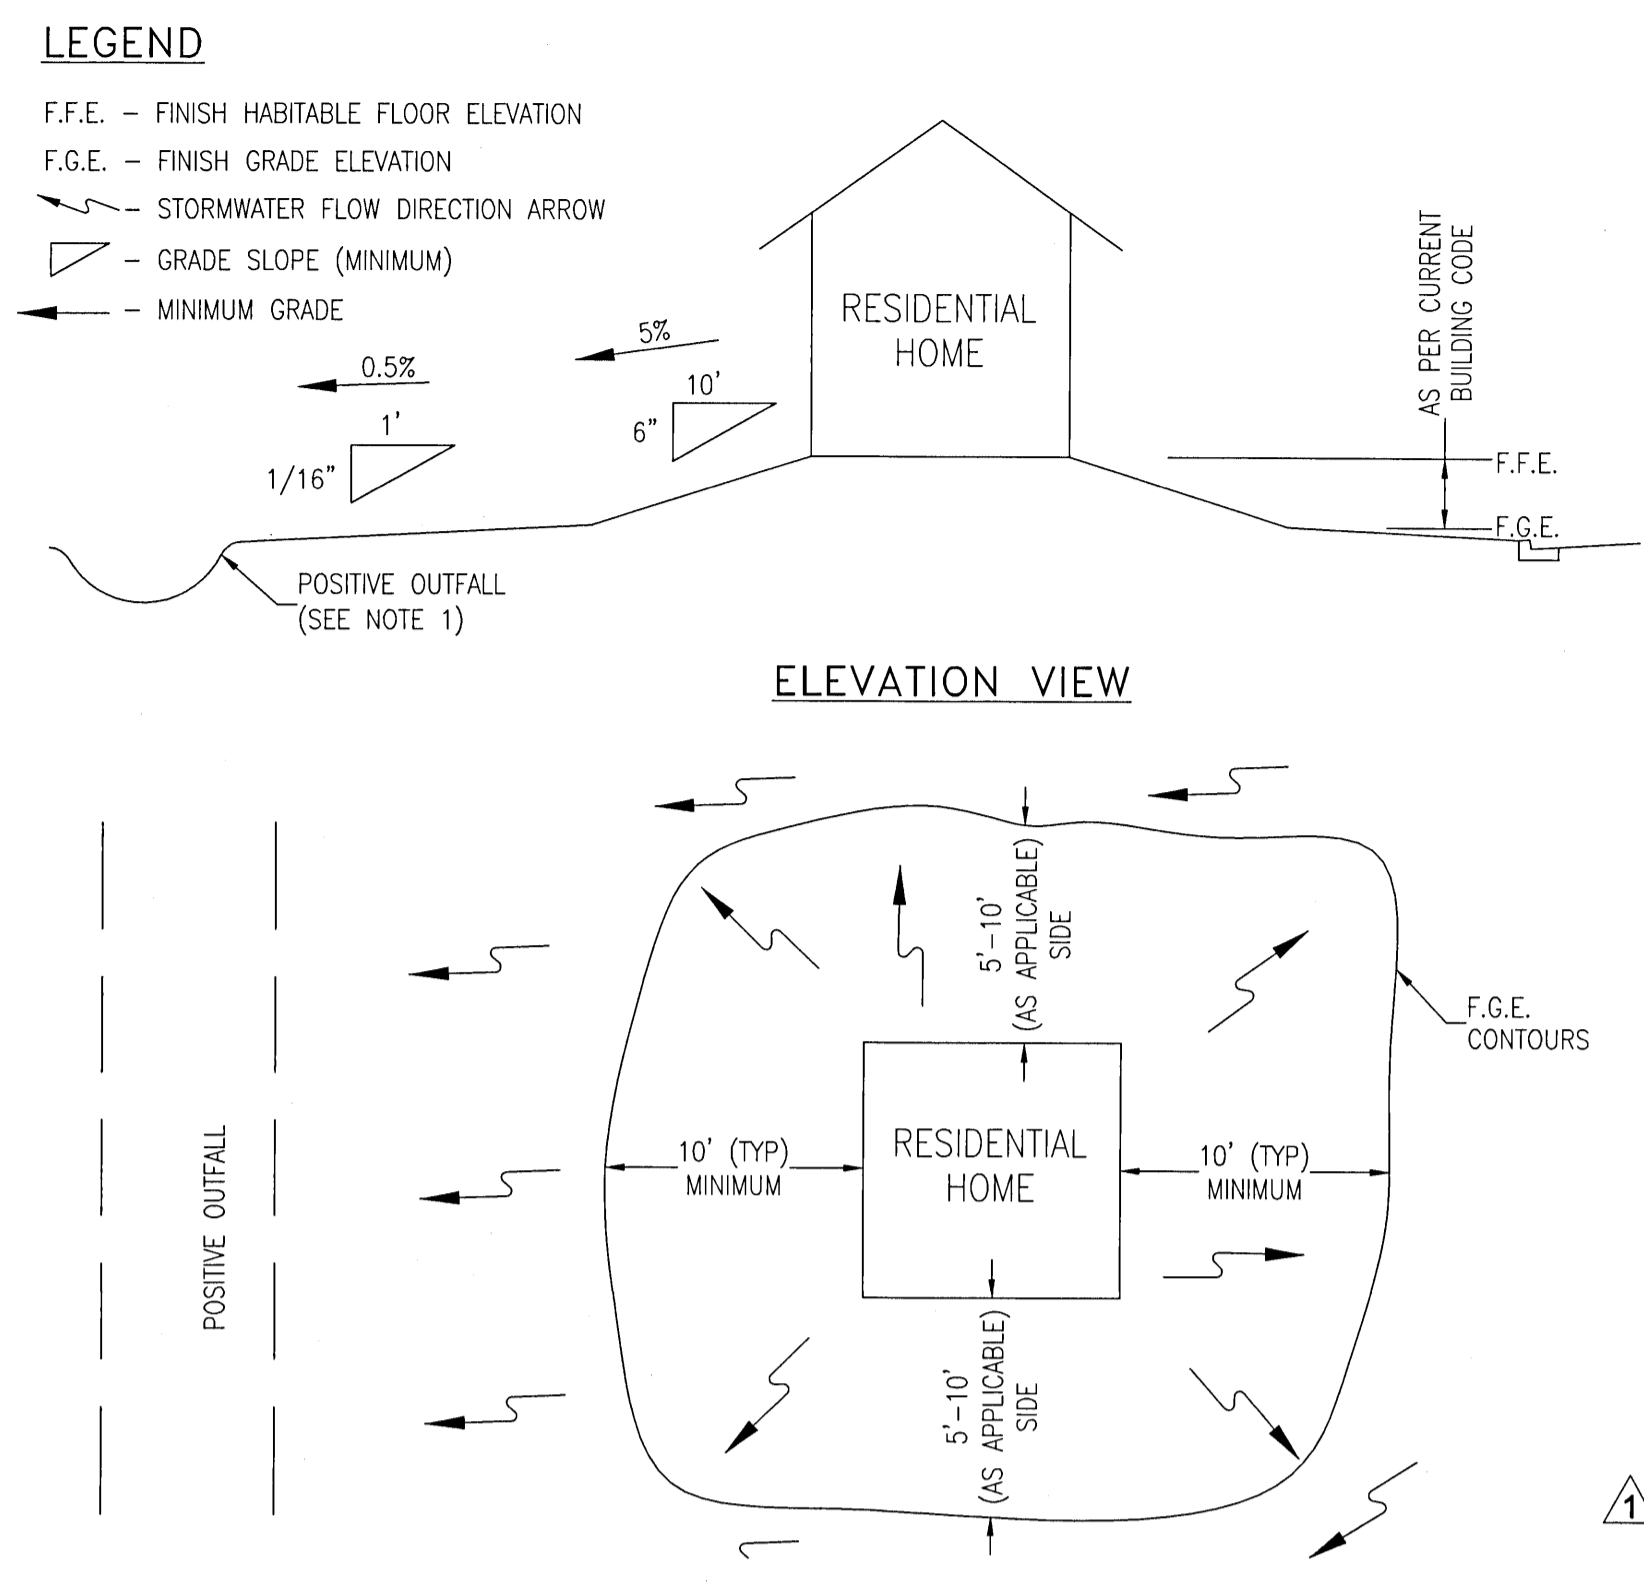 LEGEND
F.F.E. – FINISH HABITABLE FLOOR ELEVATION
F.G.E. – FINISH GRADE ELEVATION
– STORMWATER FLOW DIRECTION ARROW
– GRADE SLOPE (MINIMUM)
– MINIMUM GRADE
0.5%
1'
1/16"
5%
10'
6"
RESIDENTIAL
HOME
AS PER CURRENT
BUILDING CODE
F.F.E.
F.G.E.
POSITIVE OUTFALL
(SEE NOTE 1)
ELEVATION VIEW
POSITIVE OUTFALL
5'-10'
(AS APPLICABLE)
SIDE
F.G.E.
CONTOURS
10' (TYP)
MINIMUM
RESIDENTIAL
HOME
10' (TYP)
MINIMUM
5'-10'
(AS APPLICABLE)
SIDE
1